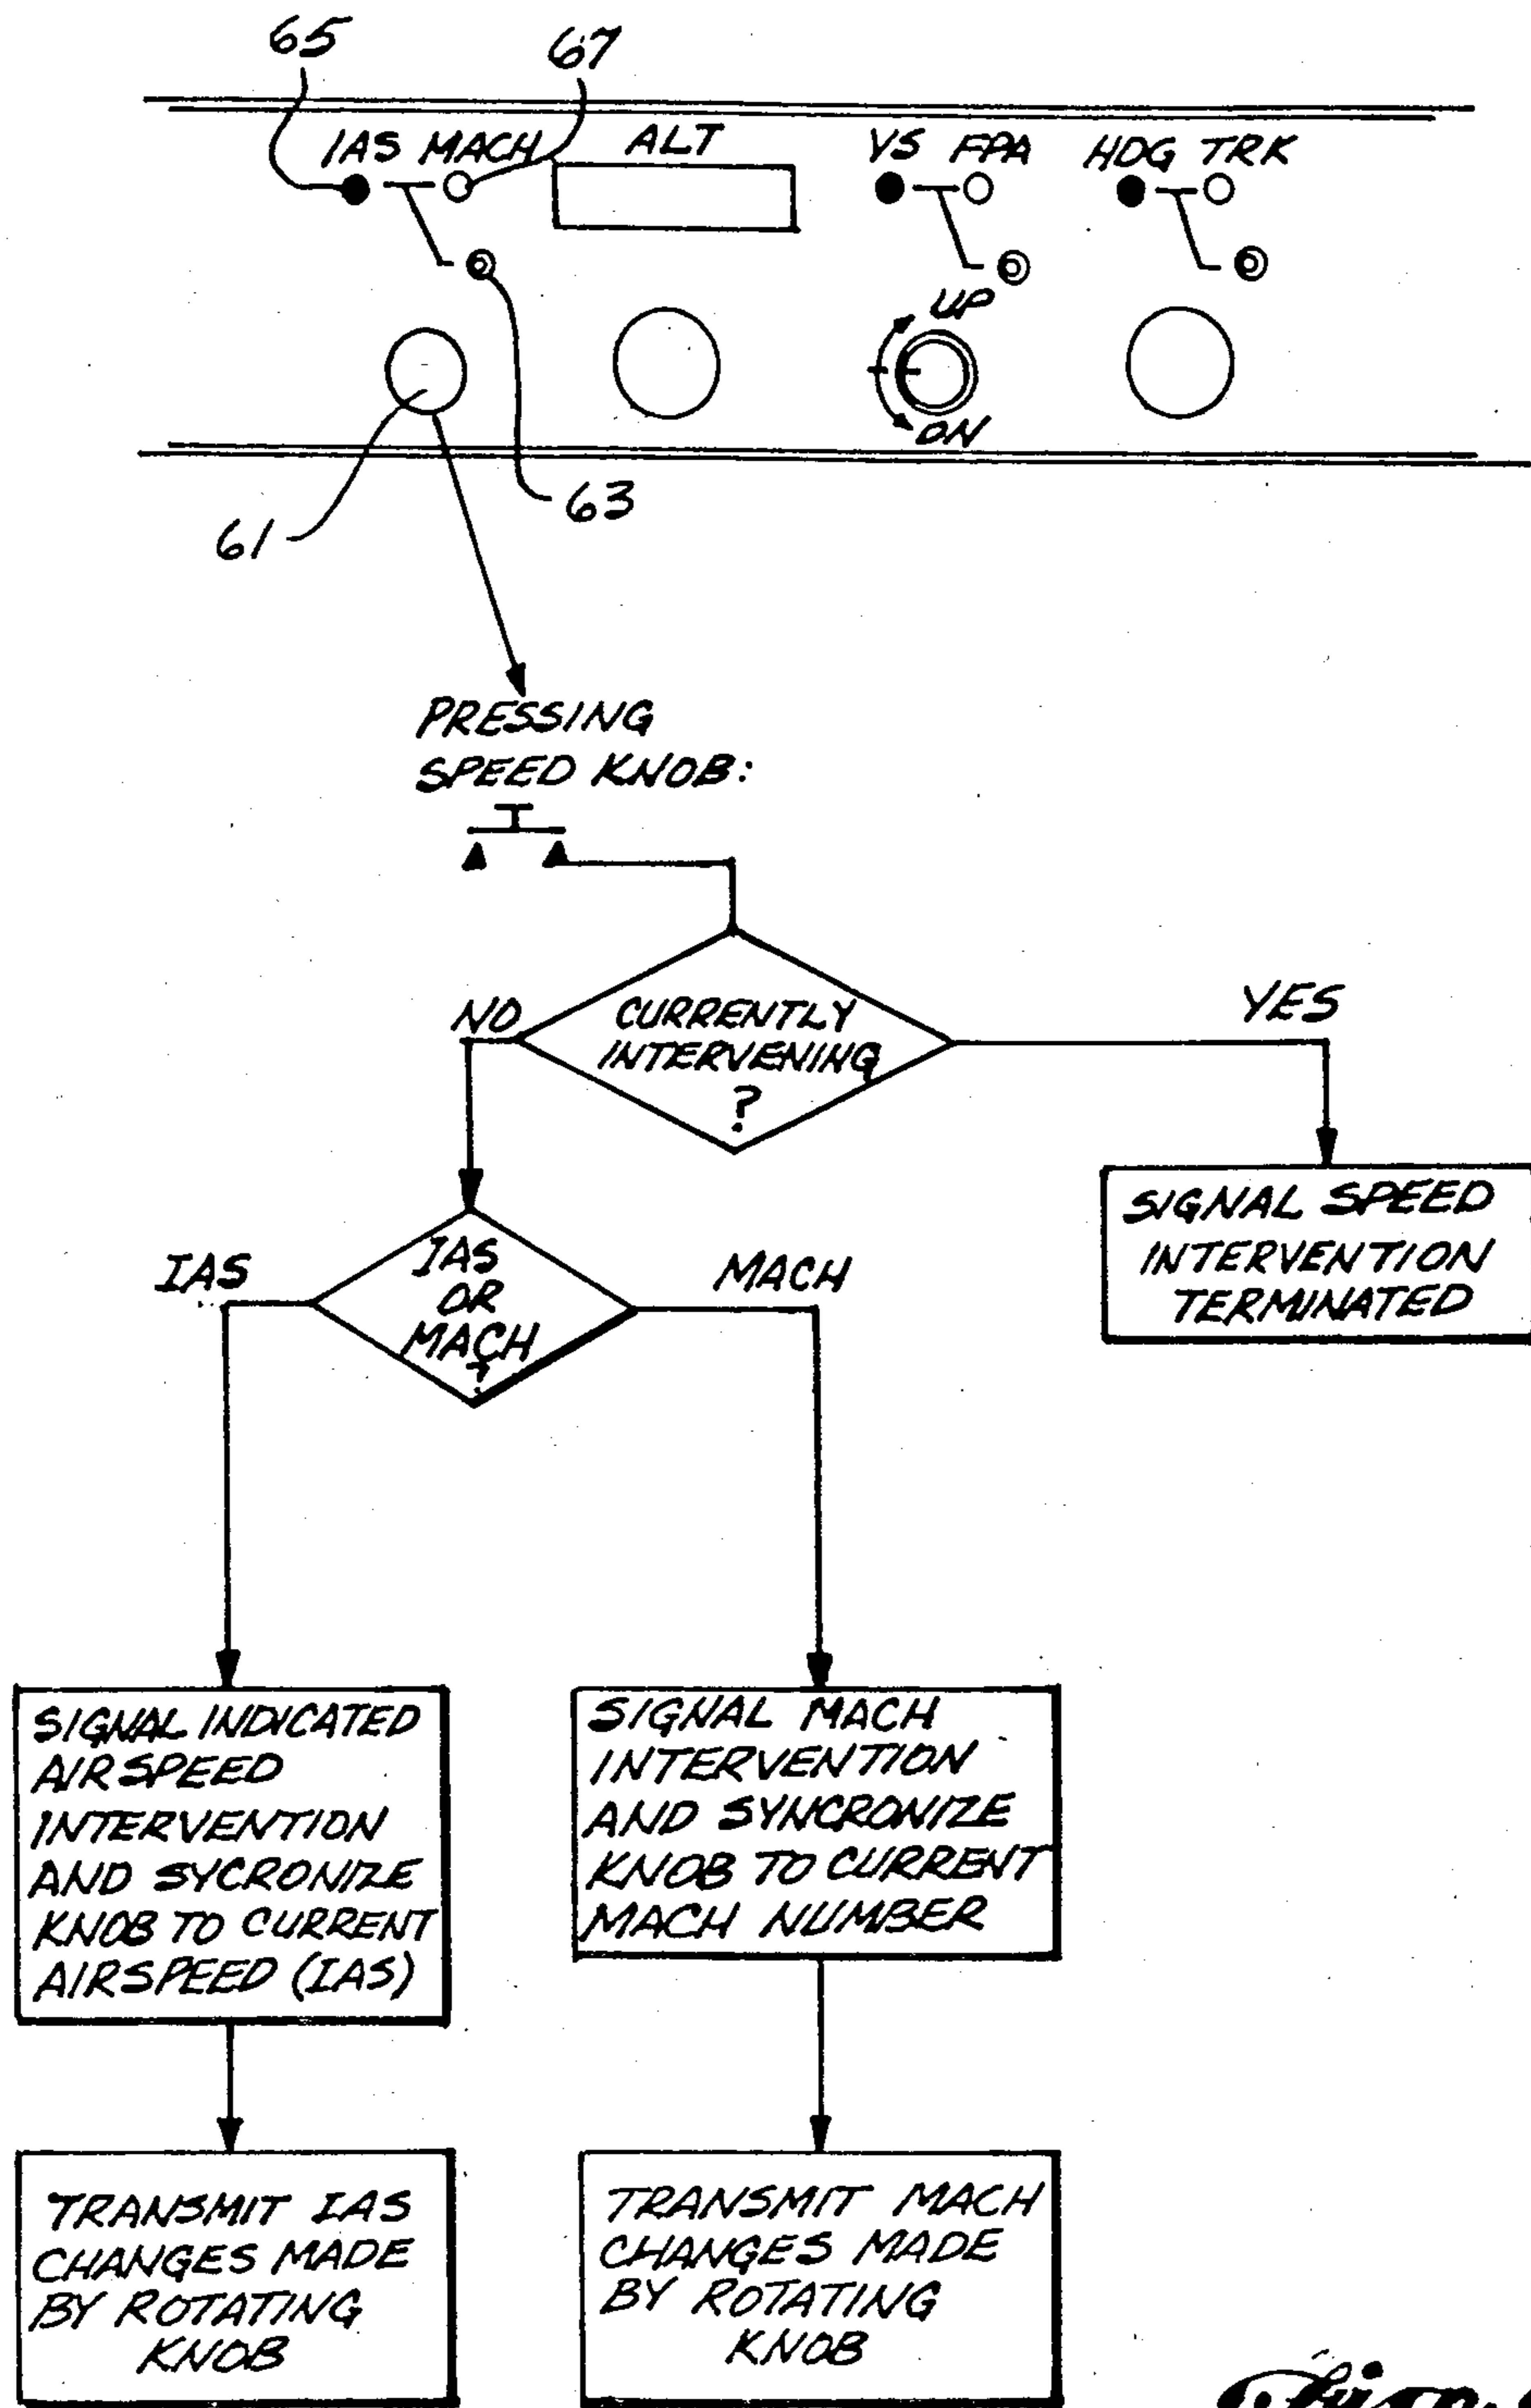 65
67
IAS MACH
ALT
VS FPA
HDG TRK
UP
ON
63
61
PRESSING
SPEED KNOB:
NO
CURRENTLY
INTERVENING
?
YES
SIGNAL SPEED
INTERVENTION
TERMINATED
IAS
IAS
OR
MACH
?
MACH
SIGNAL INDICATED
AIRSPEED
INTERVENTION
AND SYCRONIZE
KNOB TO CURRENT
AIRSPEED (IAS)
SIGNAL MACH
INTERVENTION
AND SYNCRONIZE
KNOB TO CURRENT
MACH NUMBER
TRANSMIT IAS
CHANGES MADE
BY ROTATING
KNOB
TRANSMIT MACH
CHANGES MADE
BY ROTATING
KNOB